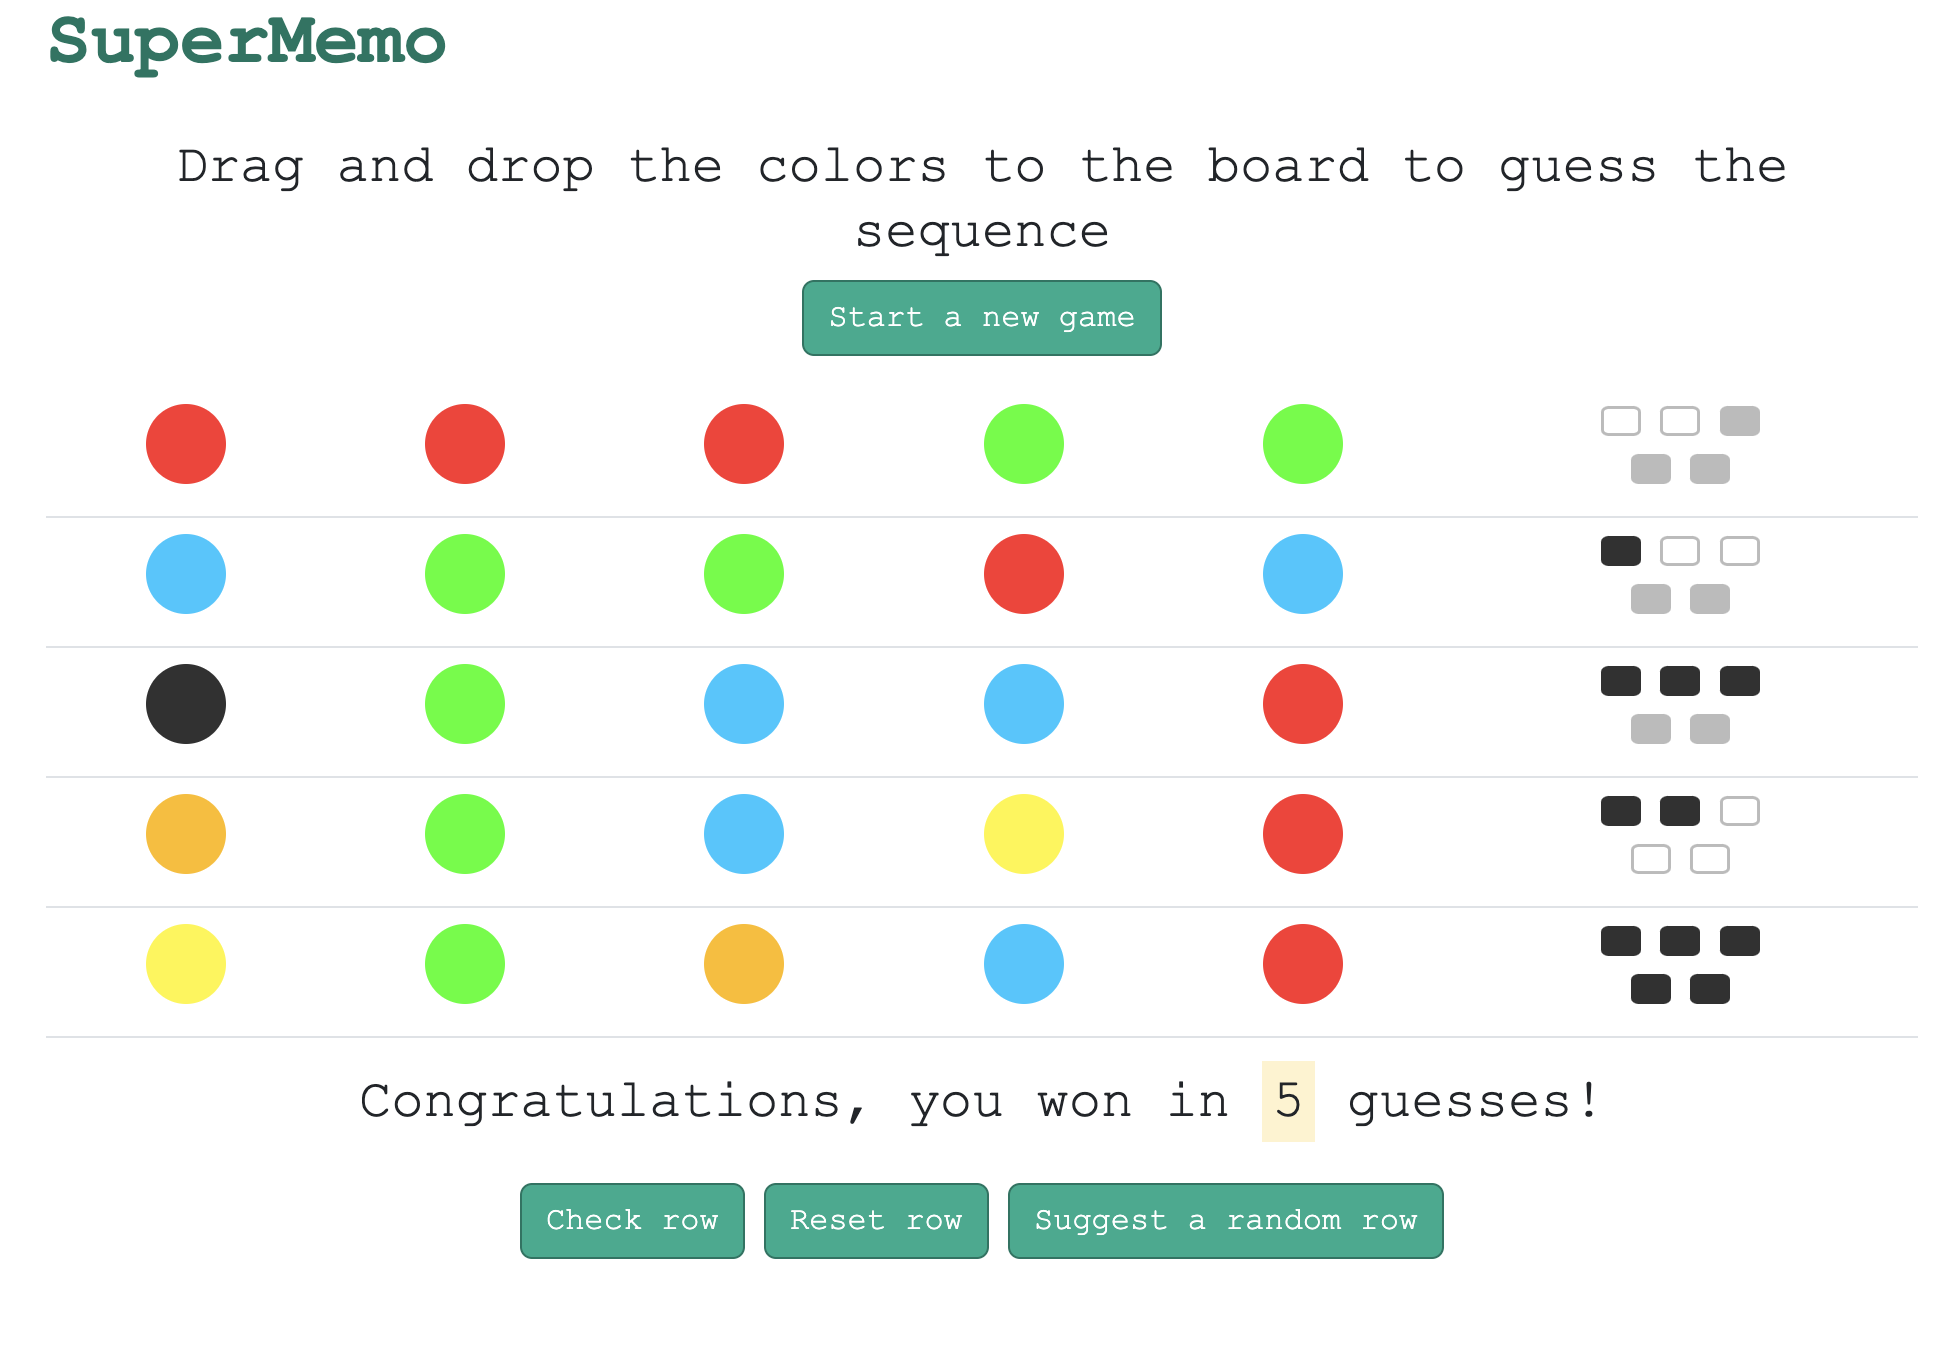 SuperMemo
Drag and drop the colors to the board to guess the
sequence
Start a new game
Congratulations, you won in 5 guesses!
Check row
Reset row
Suggest a random row